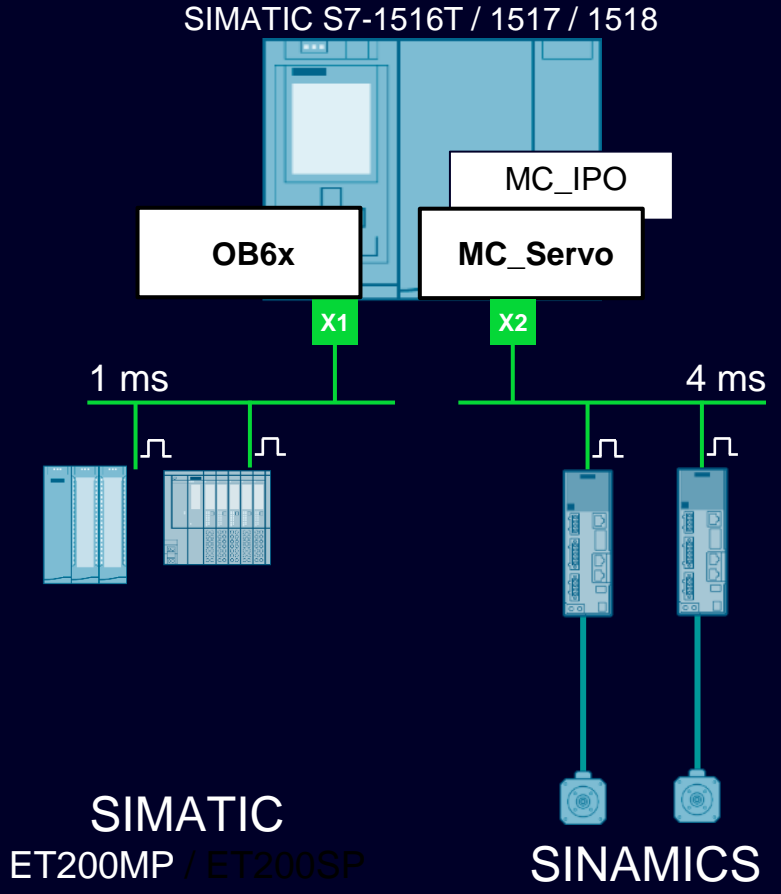 SIMATIC S7-1516T / 1517 / 1518
MC_IPO
OB6x
MC_Servo
X1
X2
1 ms
4 ms
SIMATIC
ET200MP / ET200SP
SINAMICS